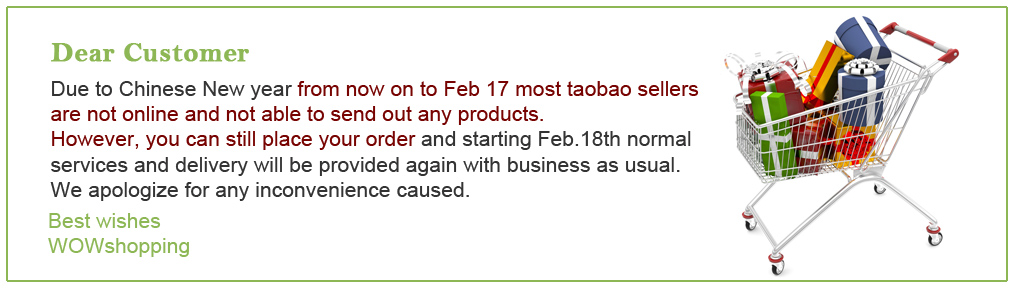 Dear Customer
Due to Chinese New year from now on to Feb 17 most taobao sellers
are not online and not able to send out any products.
However, you can still place your order and starting Feb.18th normal
services and delivery will be provided again with business as usual.
We apologize for any inconvenience caused.
Best wishes
WOWshopping